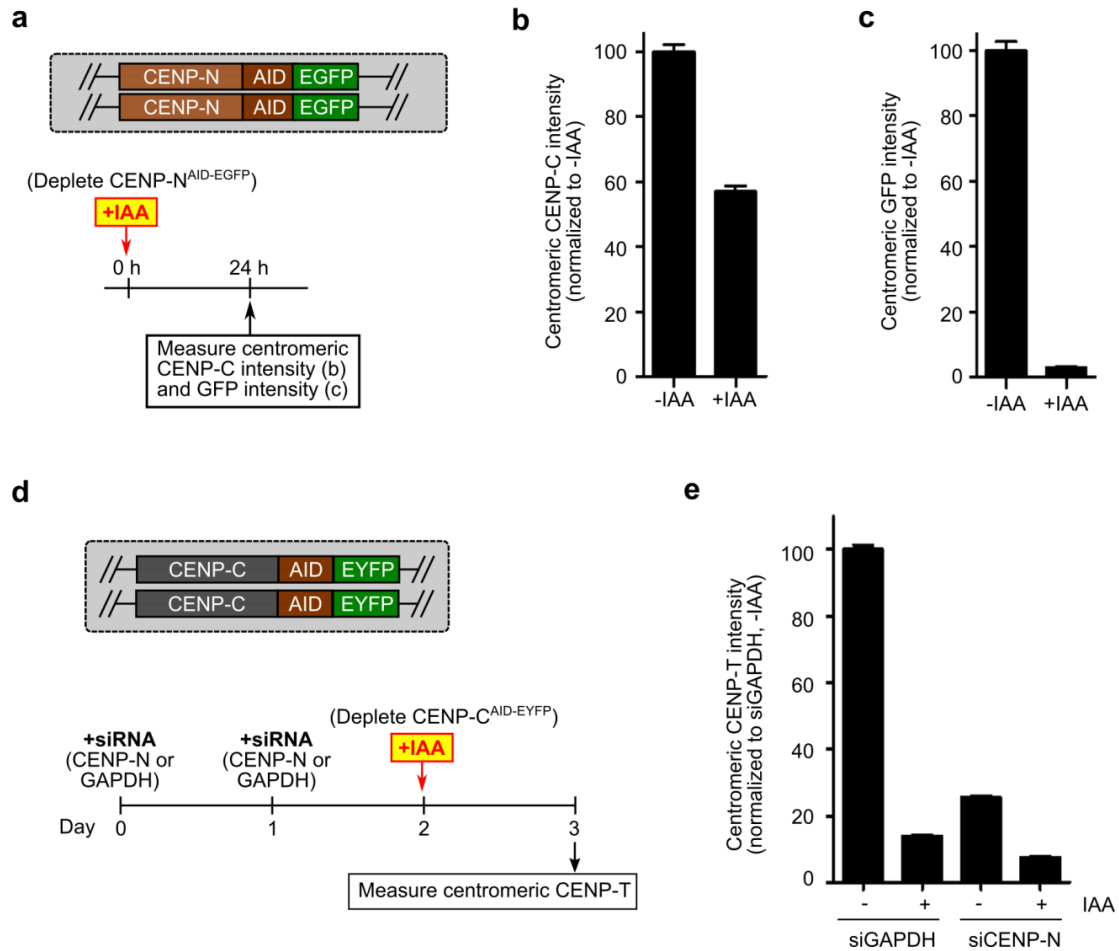 a
CENP-N AID EGFP
CENP-N AID EGFP
(Deplete CENP-N^AID-EGFP)
+IAA
0 h 24 h
Measure centromeric
CENP-C intensity (b)
and GFP intensity (c)
b
Centromeric CENP-C intensity
(normalized to -IAA)
100
80
60
40
20
0
-IAA +IAA
c
Centromeric GFP intensity
(normalized to -IAA)
100
80
60
40
20
0
-IAA +IAA
d
CENP-C AID EYFP
CENP-C AID EYFP
(Deplete CENP-C^AID-EYFP)
+IAA
+siRNA +siRNA
(CENP-N or (CENP-N or
GAPDH) GAPDH)
Day 0 1 2 3
Measure centromeric CENP-T
e
Centromeric CENP-T intensity
(normalized to siGAPDH, -IAA)
100
80
60
40
20
0
- + - + IAA
siGAPDH siCENP-N